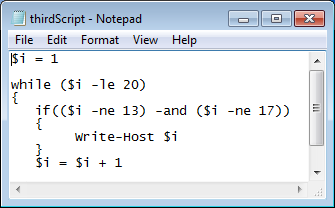 thirdScript - Notepad
File Edit Format View Help
$i = 1
while ($i -le 20)
{
if(($i -ne 13) -and ($i -ne 17))
{
Write-Host $i
}
$i = $i + 1